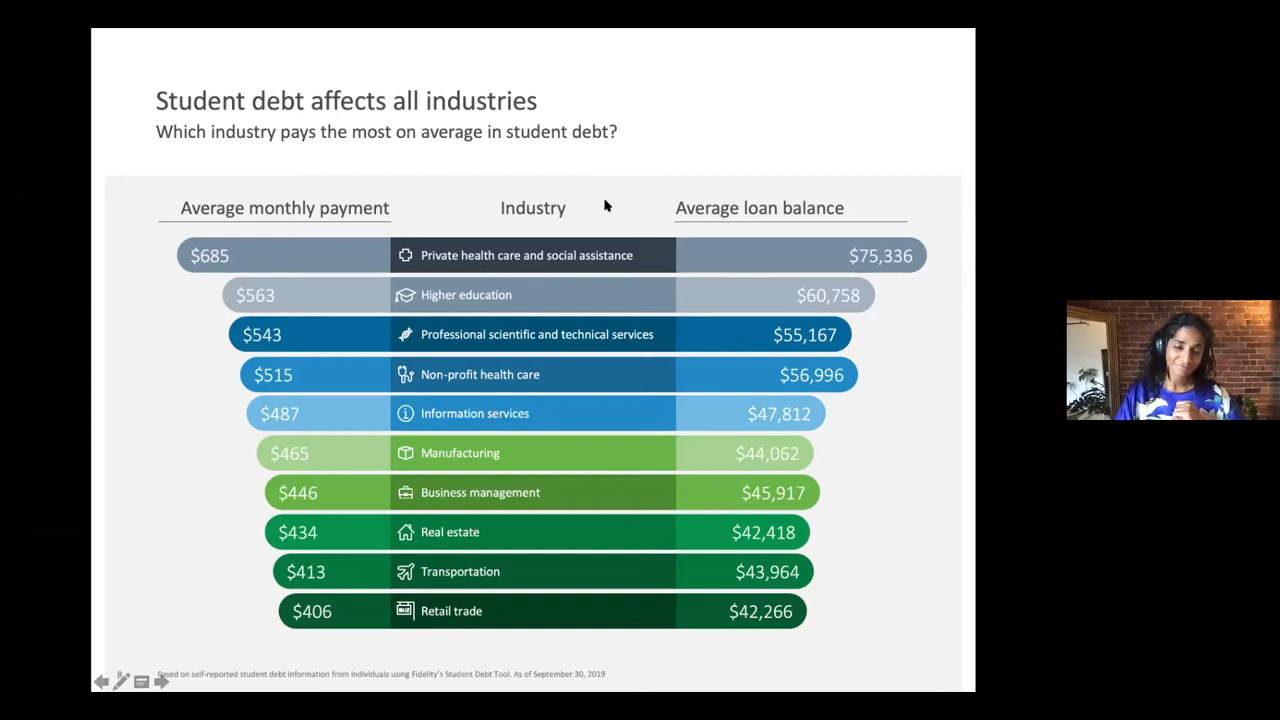 Student debt affects all industries
Which industry pays the most on average in student debt?
Average monthly payment Industry Average loan balance
$685 Private health care and social assistance $75,336
$563 Higher education $60,758
$543 Professional scientific and technical services $55,167
$515 Non-profit health care $56,996
$487 Information services $47,812
$465 Manufacturing $44,062
$446 Business management $45,917
$434 Real estate $42,418
$413 Transportation $43,964
$406 Retail trade $42,266
8 Based on self-reported student debt information from individuals using Fidelity's Student Debt Tool. As of September 30, 2019